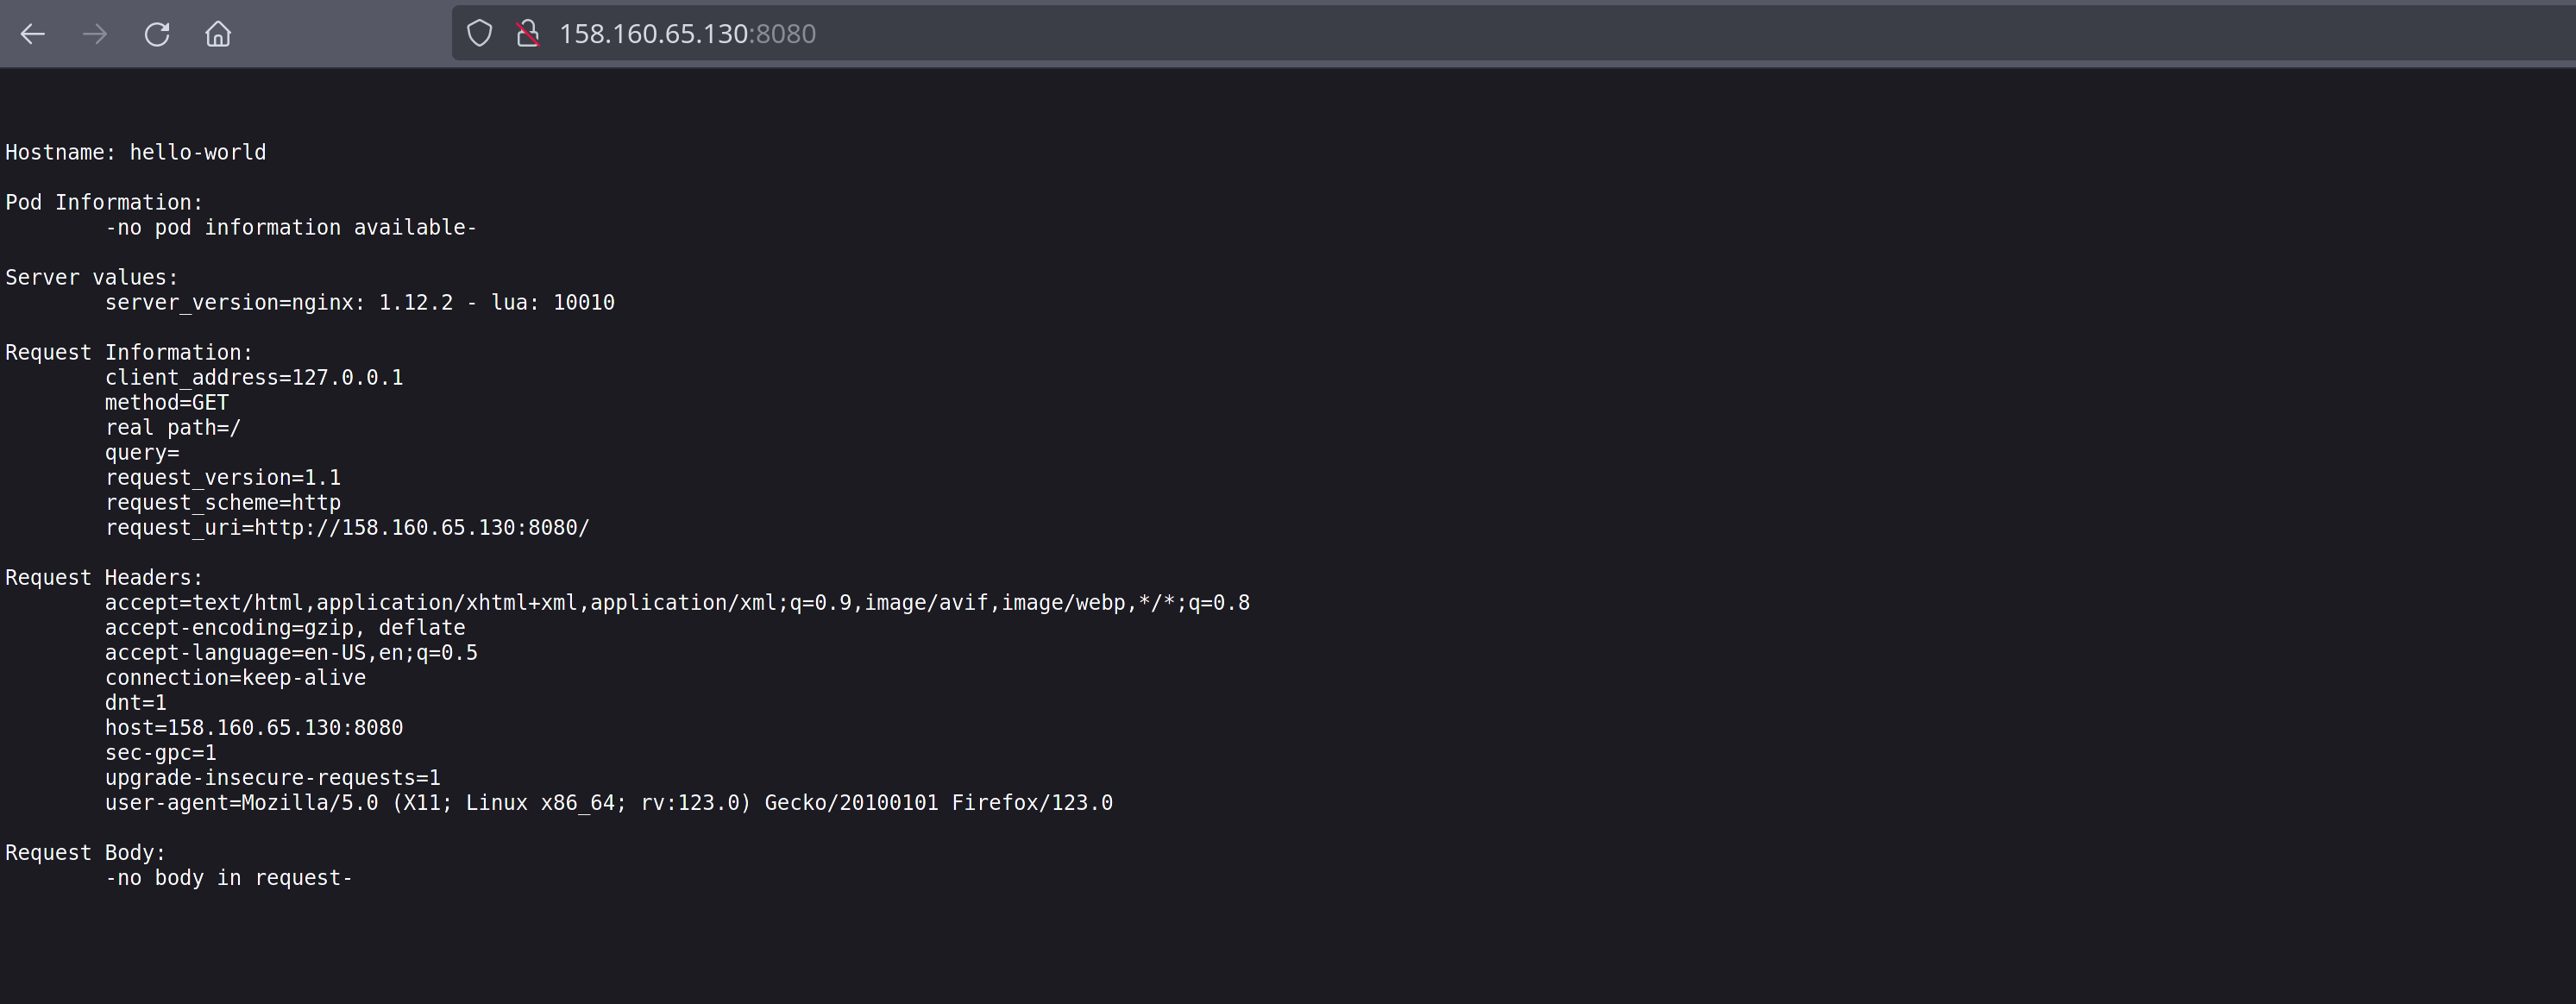 158.160.65.130:8080
Hostname: hello-world
Pod Information:
-no pod information available-
Server values:
server_version=nginx: 1.12.2 - lua: 10010
Request Information:
client_address=127.0.0.1
method=GET
real path=/
query=
request_version=1.1
request_scheme=http
request_uri=http://158.160.65.130:8080/
Request Headers:
accept=text/html,application/xhtml+xml,application/xml;q=0.9,image/avif,image/webp,*/*;q=0.8
accept-encoding=gzip, deflate
accept-language=en-US,en;q=0.5
connection=keep-alive
dnt=1
host=158.160.65.130:8080
sec-gpc=1
upgrade-insecure-requests=1
user-agent=Mozilla/5.0 (X11; Linux x86_64; rv:123.0) Gecko/20100101 Firefox/123.0
Request Body:
-no body in request-